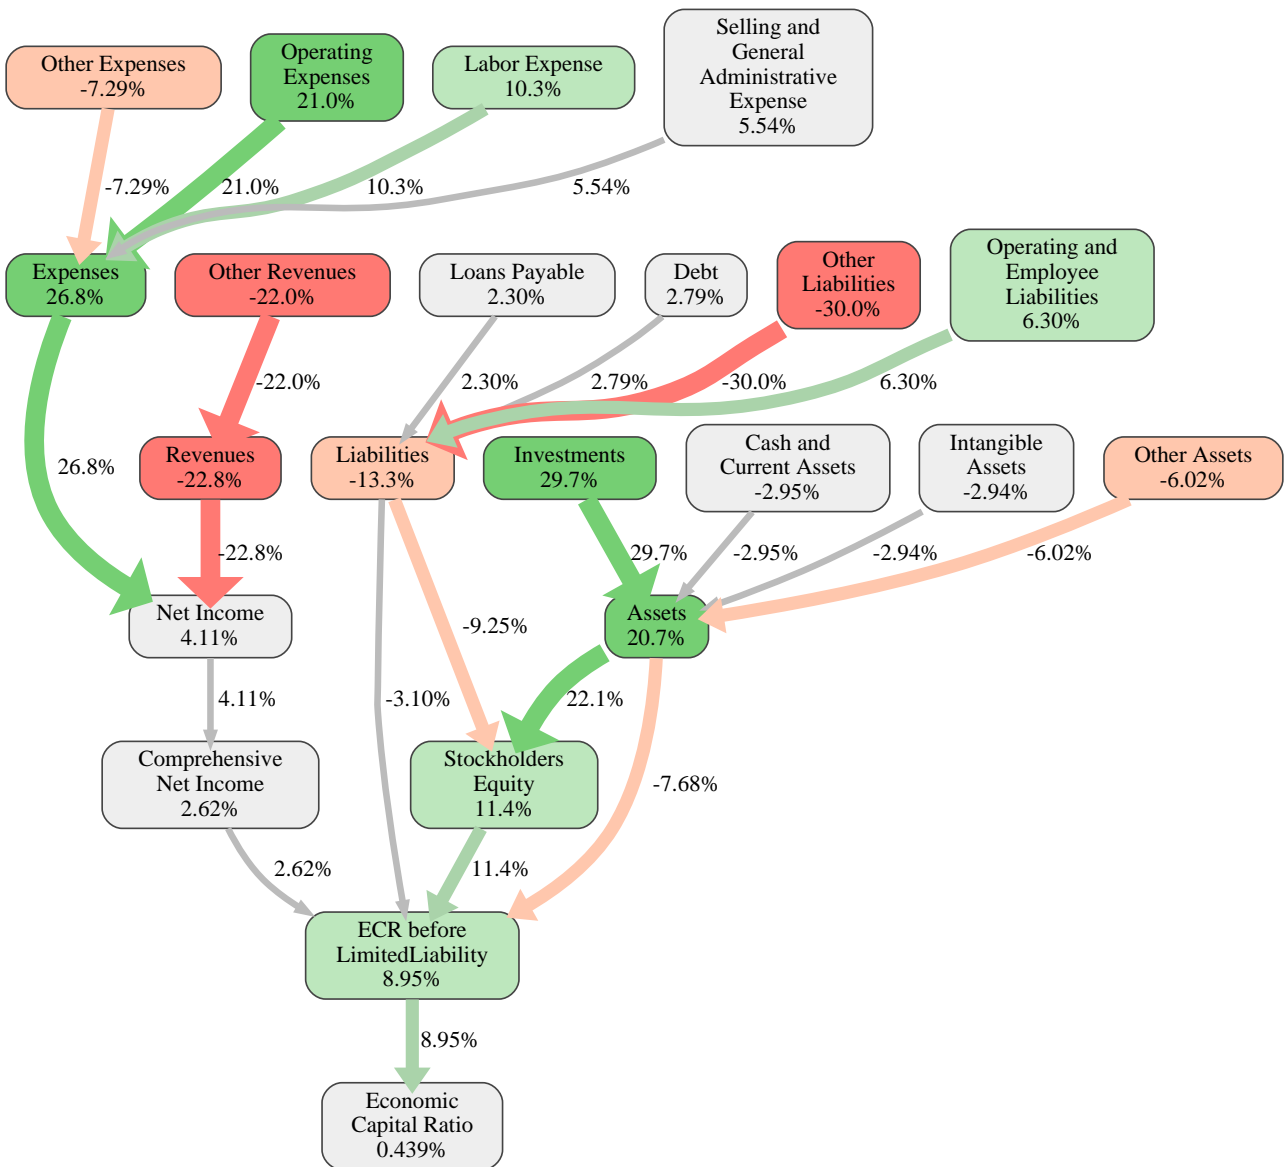 Other Expenses
-7.29%
Operating
Expenses
21.0%
Labor Expense
10.3%
Selling and
General
Administrative
Expense
5.54%
-7.29%
21.0%
10.3%
5.54%
Expenses
26.8%
Other Revenues
-22.0%
Loans Payable
2.30%
Debt
2.79%
Other
Liabilities
-30.0%
Operating and
Employee
Liabilities
6.30%
-22.0%
2.30%
2.79%
-30.0%
6.30%
26.8%
Revenues
-22.8%
Liabilities
-13.3%
Investments
29.7%
Cash and
Current Assets
-2.95%
Intangible
Assets
-2.94%
Other Assets
-6.02%
-22.8%
29.7%
-2.95%
-2.94%
-6.02%
Net Income
4.11%
-9.25%
Assets
20.7%
4.11%
-3.10%
22.1%
-7.68%
Comprehensive
Net Income
2.62%
Stockholders
Equity
11.4%
2.62%
11.4%
ECR before
LimitedLiability
8.95%
8.95%
Economic
Capital Ratio
0.439%